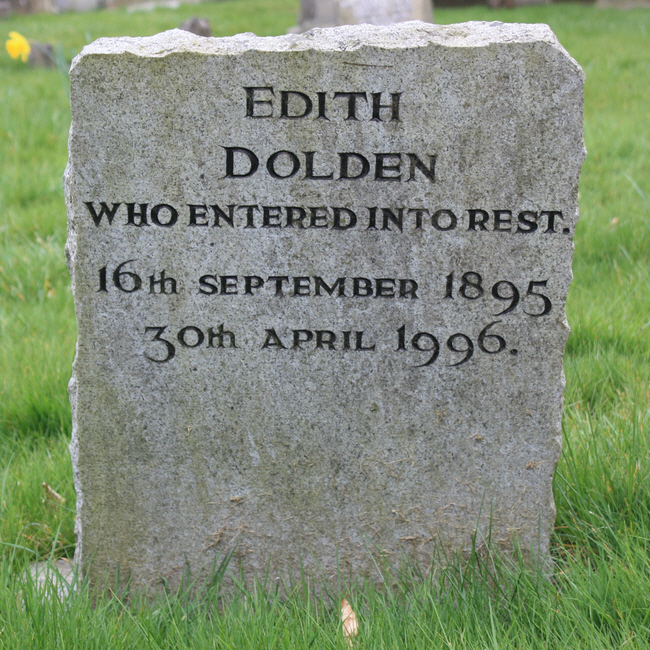 EDITH
DOLDEN
WHO ENTERED INTO REST.
16th SEPTEMBER 1895
30th APRIL 1996.